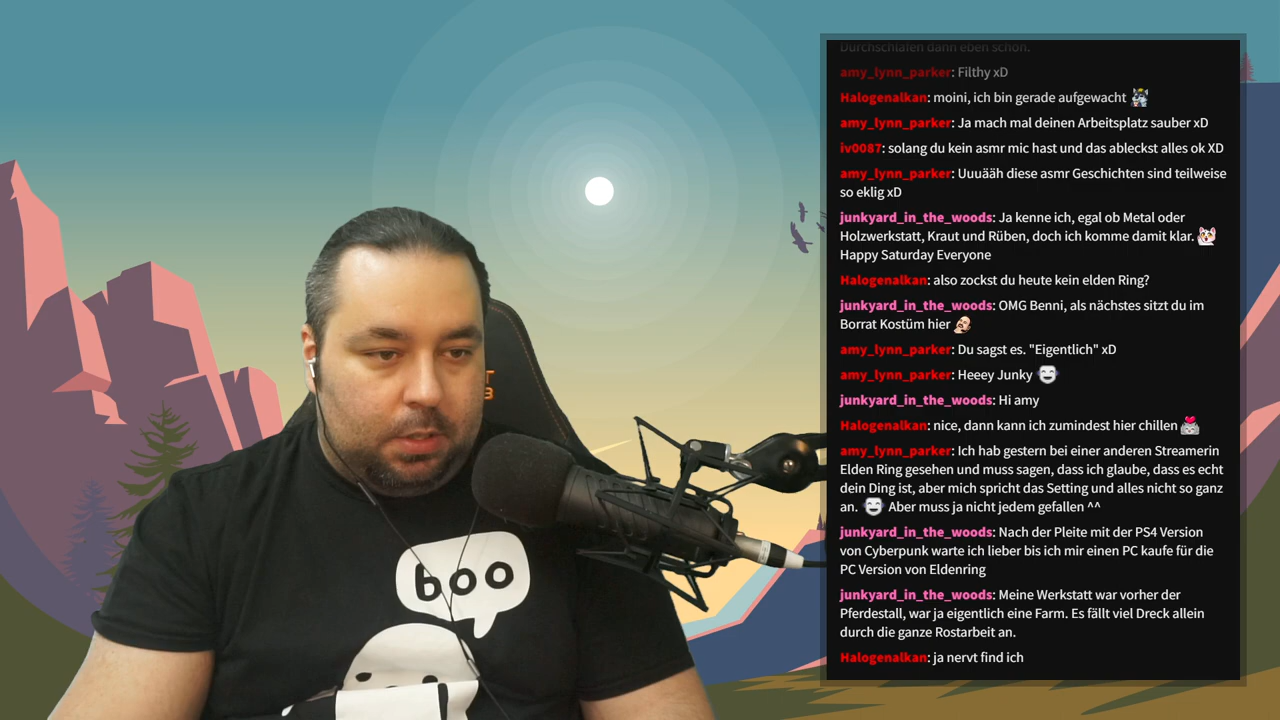 Durchschlafen dann eben schon.
amy_lynn_parker: Filthy xD
Halogenalkan: moini, ich bin gerade aufgewacht
amy_lynn_parker: Ja mach mal deinen Arbeitsplatz sauber xD
iv0087: solang du kein asmr mic hast und das ableckst alles ok XD
amy_lynn_parker: Uuuääh diese asmr Geschichten sind teilweise
so eklig xD
junkyard_in_the_woods: Ja kenne ich, egal ob Metal oder
Holzwerkstatt, Kraut und Rüben, doch ich komme damit klar.
Happy Saturday Everyone
Halogenalkan: also zockst du heute kein elden Ring?
junkyard_in_the_woods: OMG Benni, als nächstes sitzt du im
Borrat Kostüm hier
amy_lynn_parker: Du sagst es. "Eigentlich" xD
amy_lynn_parker: Heeey Junky
junkyard_in_the_woods: Hi amy
Halogenalkan: nice, dann kann ich zumindest hier chillen
amy_lynn_parker: Ich hab gestern bei einer anderen Streamerin
Elden Ring gesehen und muss sagen, dass ich glaube, dass es echt
dein Ding ist, aber mich spricht das Setting und alles nicht so ganz
an. Aber muss ja nicht jedem gefallen ^^
junkyard_in_the_woods: Nach der Pleite mit der PS4 Version
von Cyberpunk warte ich lieber bis ich mir einen PC kaufe für die
PC Version von Eldenring
junkyard_in_the_woods: Meine Werkstatt war vorher der
Pferdestall, war ja eigentlich eine Farm. Es fällt viel Dreck allein
durch die ganze Rostarbeit an.
Halogenalkan: ja nervt find ich
boo